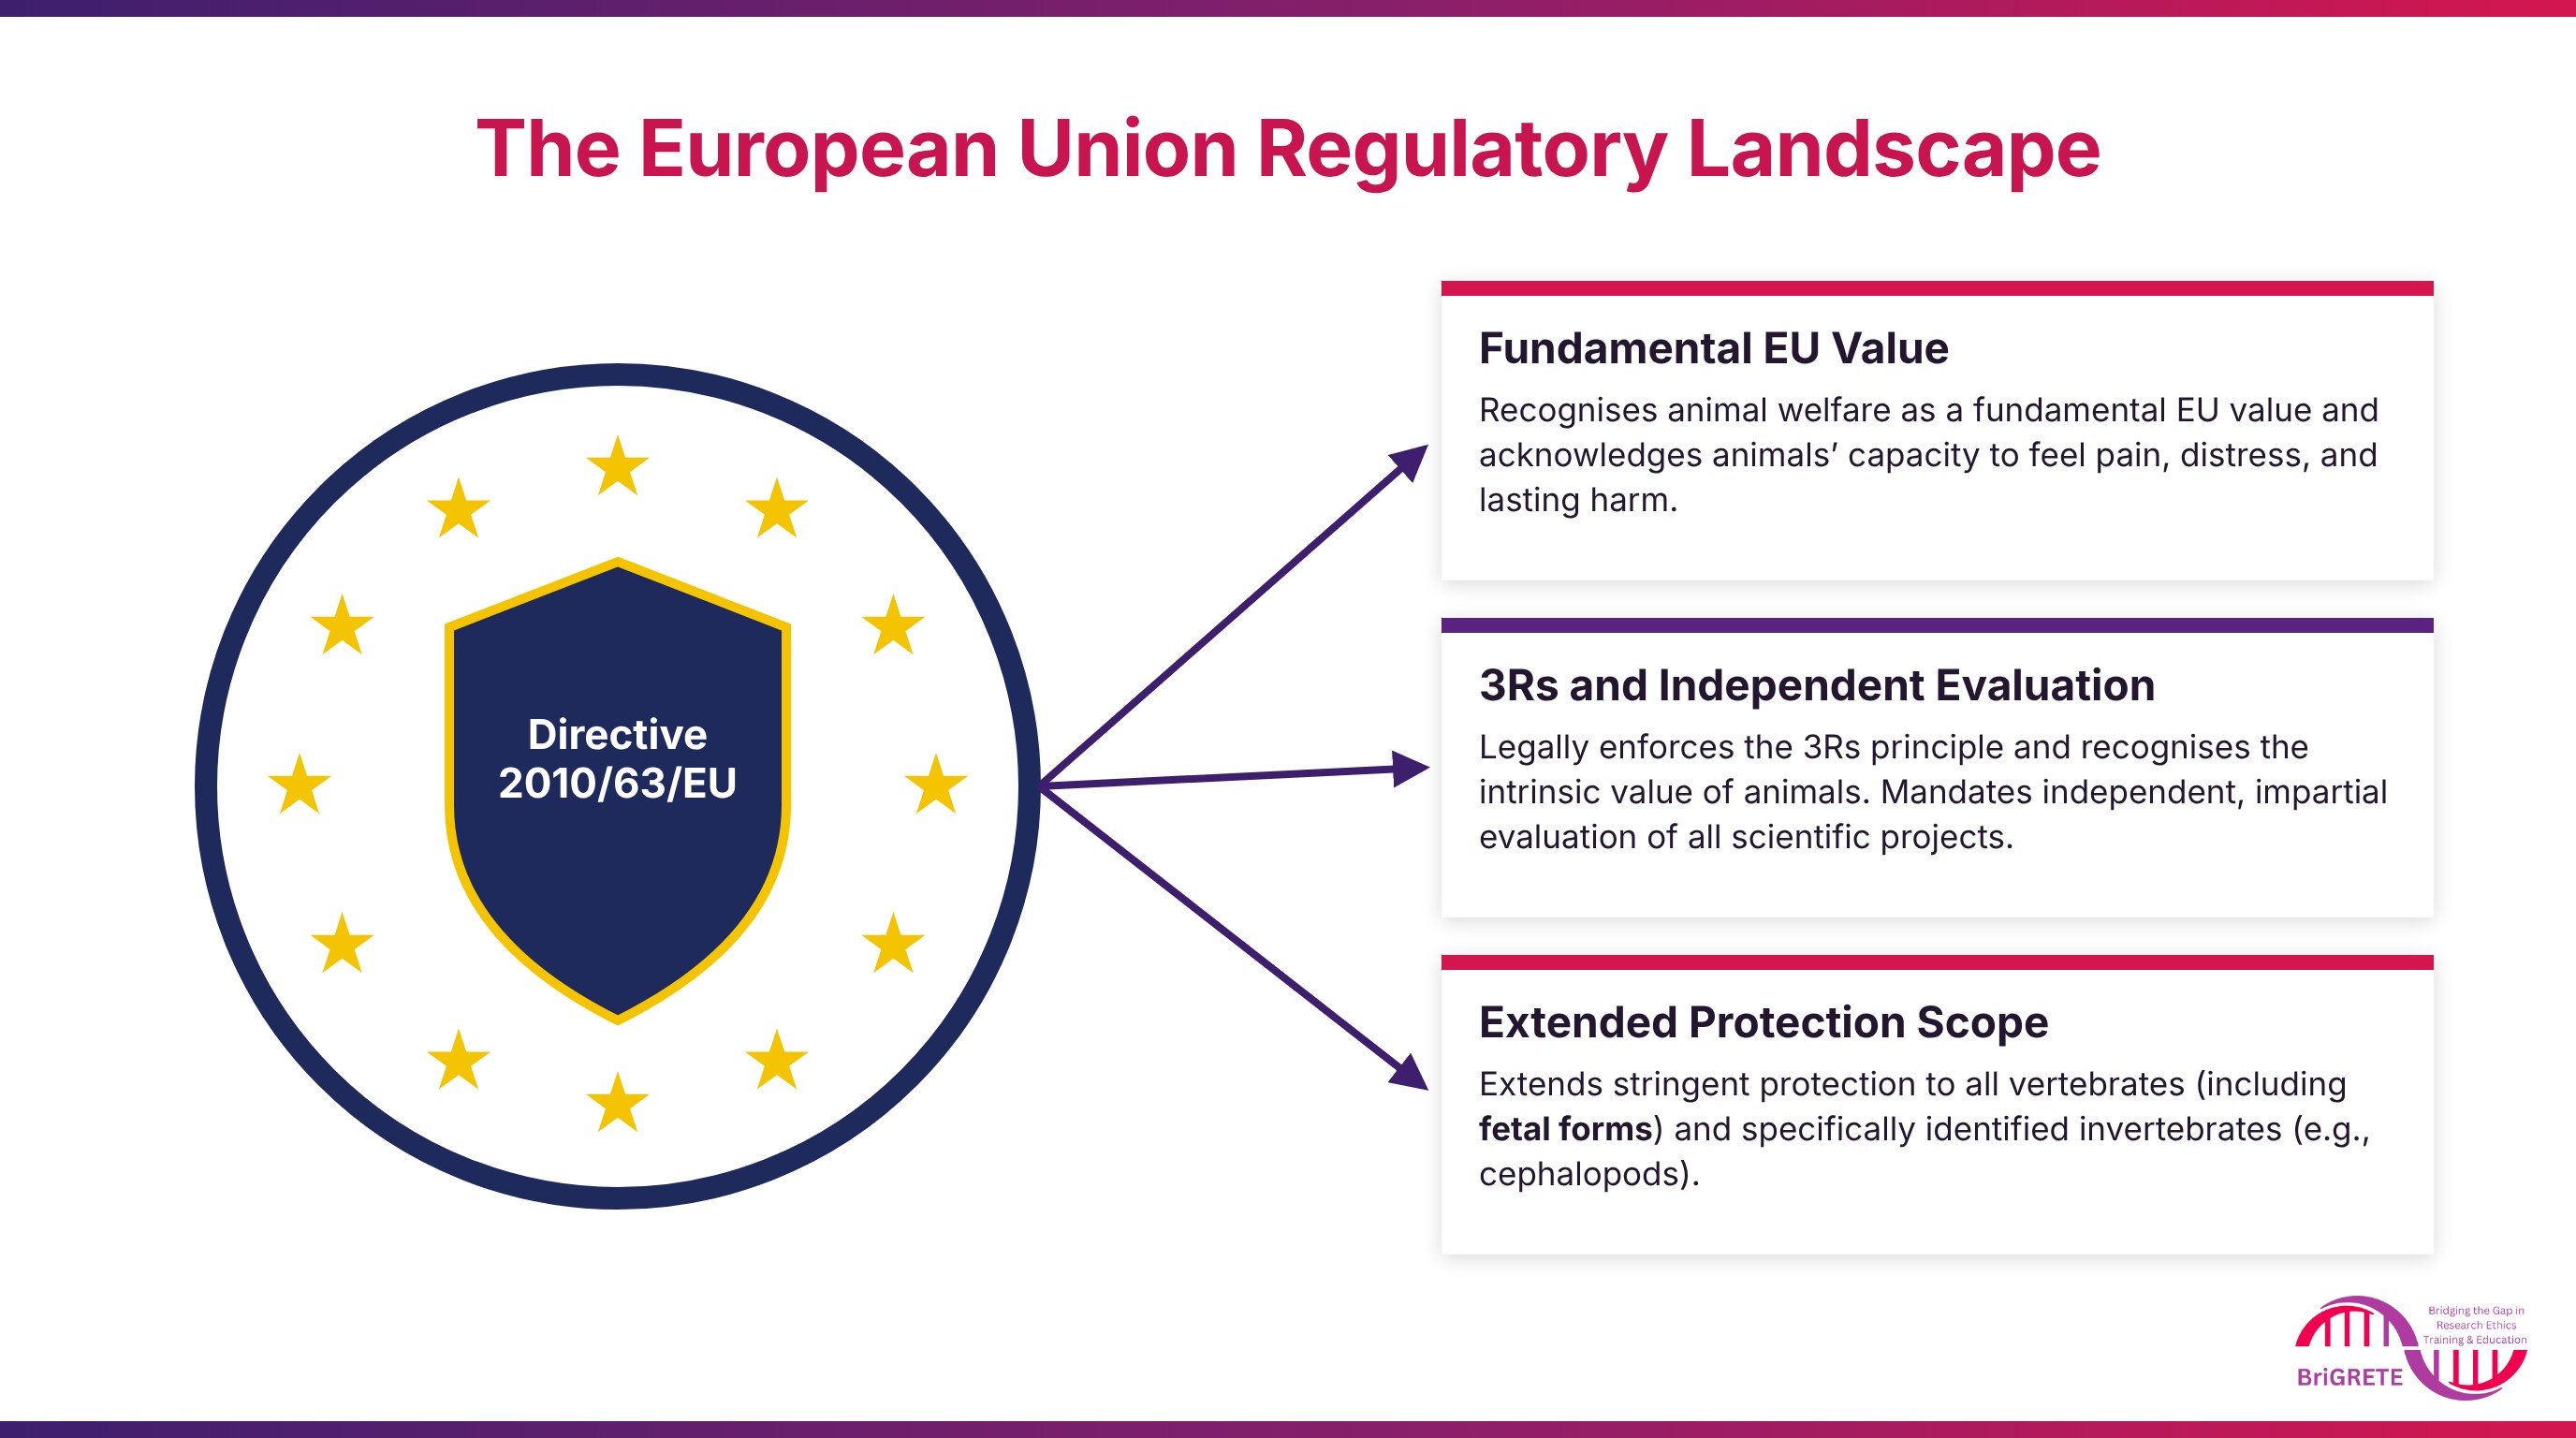 The European Union Regulatory Landscape
Directive
2010/63/EU
Fundamental EU Value
Recognises animal welfare as a fundamental EU value and
acknowledges animals’ capacity to feel pain, distress, and
lasting harm.
3Rs and Independent Evaluation
Legally enforces the 3Rs principle and recognises the
intrinsic value of animals. Mandates independent, impartial
evaluation of all scientific projects.
Extended Protection Scope
Extends stringent protection to all vertebrates (including
fetal forms) and specifically identified invertebrates (e.g.,
cephalopods).
Bridging the Gap in
Research Ethics
Training & Education
BriGRETE